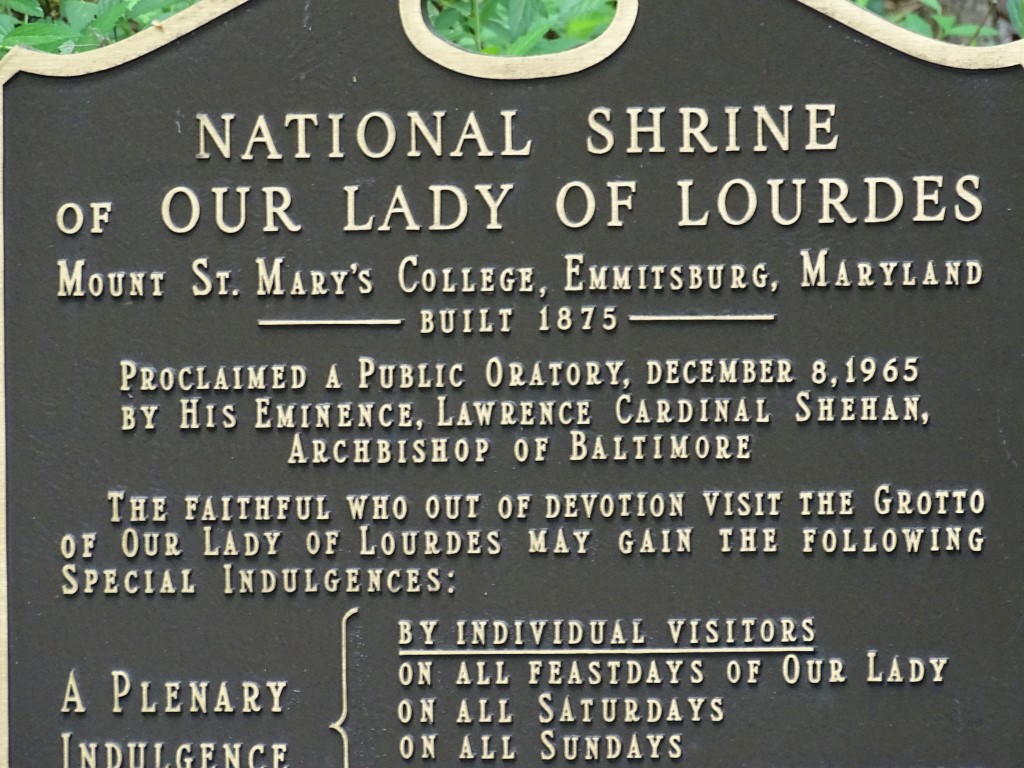 NATIONAL SHRINE
OF OUR LADY OF LOURDES
MOUNT ST. MARY'S COLLEGE, EMMITSBURG, MARYLAND
BUILT 1875
PROCLAIMED A PUBLIC ORATORY, DECEMBER 8, 1965
BY HIS EMINENCE, LAWRENCE CARDINAL SHEHAN,
ARCHBISHOP OF BALTIMORE
THE FAITHFUL WHO OUT OF DEVOTION VISIT THE GROTTO
OF OUR LADY OF LOURDES MAY GAIN THE FOLLOWING
SPECIAL INDULGENCES:
BY INDIVIDUAL VISITORS
ON ALL FEASTDAYS OF OUR LADY
A PLENARY
ON ALL SATURDAYS
INDULGENCE
ON ALL SUNDAYS